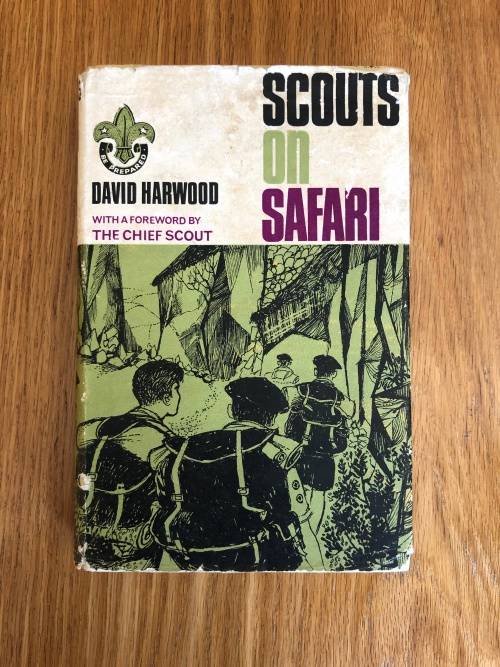 SCOUTS
on
SAFARI
BE PREPARED
DAVID HARWOOD
WITH A FOREWORD BY
THE CHIEF SCOUT